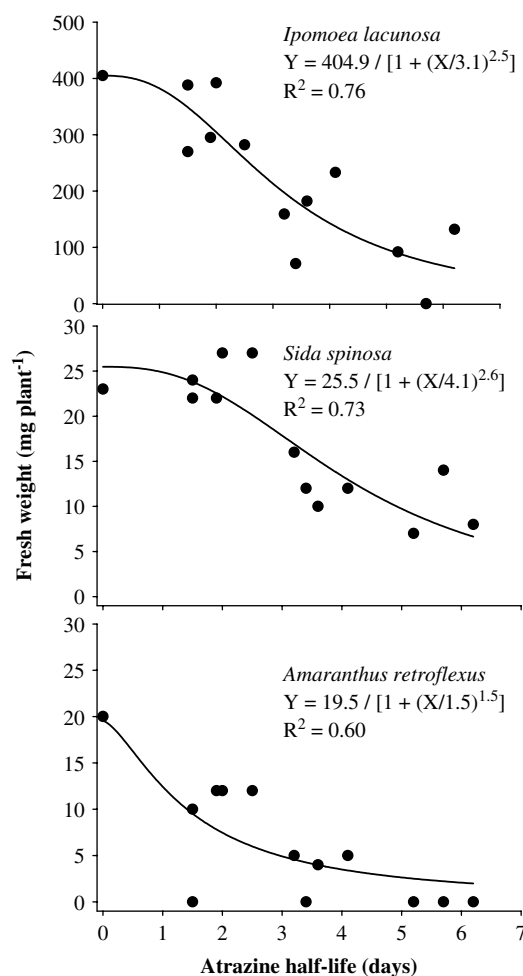 Ipomoea lacunosa
Y = 404.9 / [1 + (X/3.1)^2.5]
R² = 0.76
500
400
300
200
100
0
Sida spinosa
Y = 25.5 / [1 + (X/4.1)^2.6]
R² = 0.73
30
25
20
15
10
5
0
Fresh weight (mg plant⁻¹)
Amaranthus retroflexus
Y = 19.5 / [1 + (X/1.5)^1.5]
R² = 0.60
30
25
20
15
10
5
0
0 1 2 3 4 5 6 7
Atrazine half-life (days)